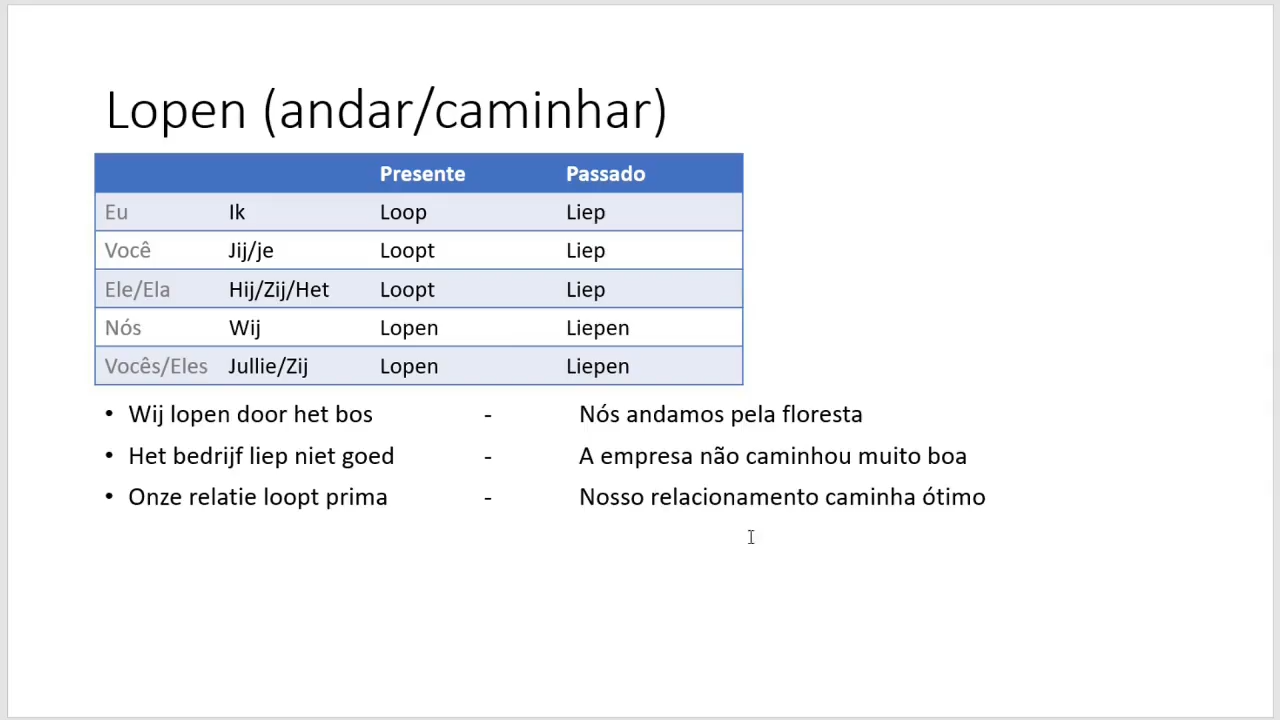 Lopen (andar/caminhar)
Presente Passado
Eu Ik Loop Liep
Você Jij/je Loopt Liep
Ele/Ela Hij/Zij/Het Loopt Liep
Nós Wij Lopen Liepen
Vocês/Eles Jullie/Zij Lopen Liepen
• Wij lopen door het bos - Nós andamos pela floresta
• Het bedrijf liep niet goed - A empresa não caminhou muito boa
• Onze relatie loopt prima - Nosso relacionamento caminha ótimo